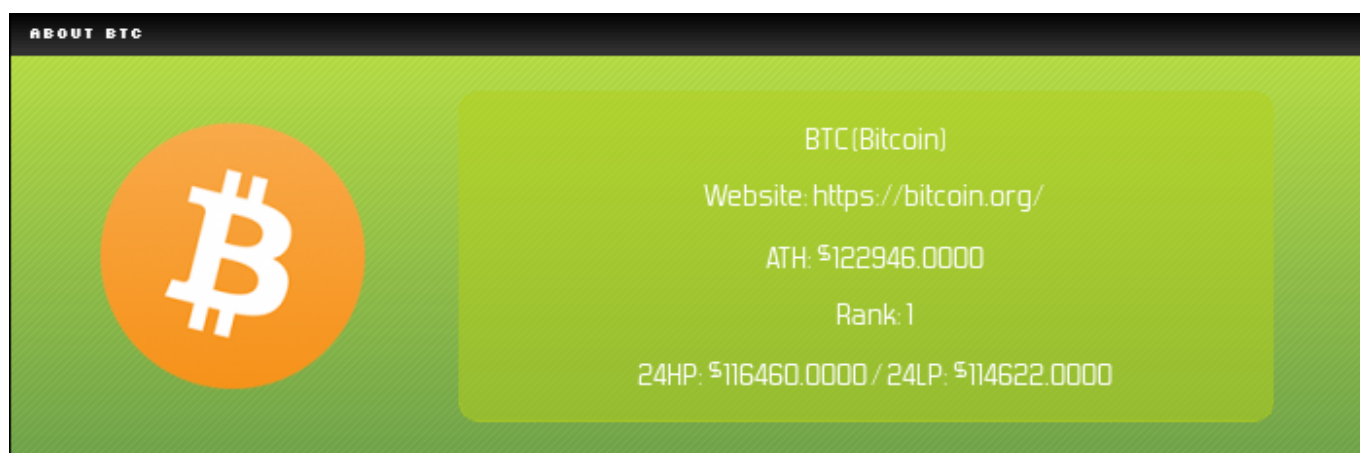 ABOUT BTC
BTC(Bitcoin)
Website: https://bitcoin.org/
ATH: $122946.0000
Rank: 1
24HP: $116460.0000 / 24LP: $114622.0000